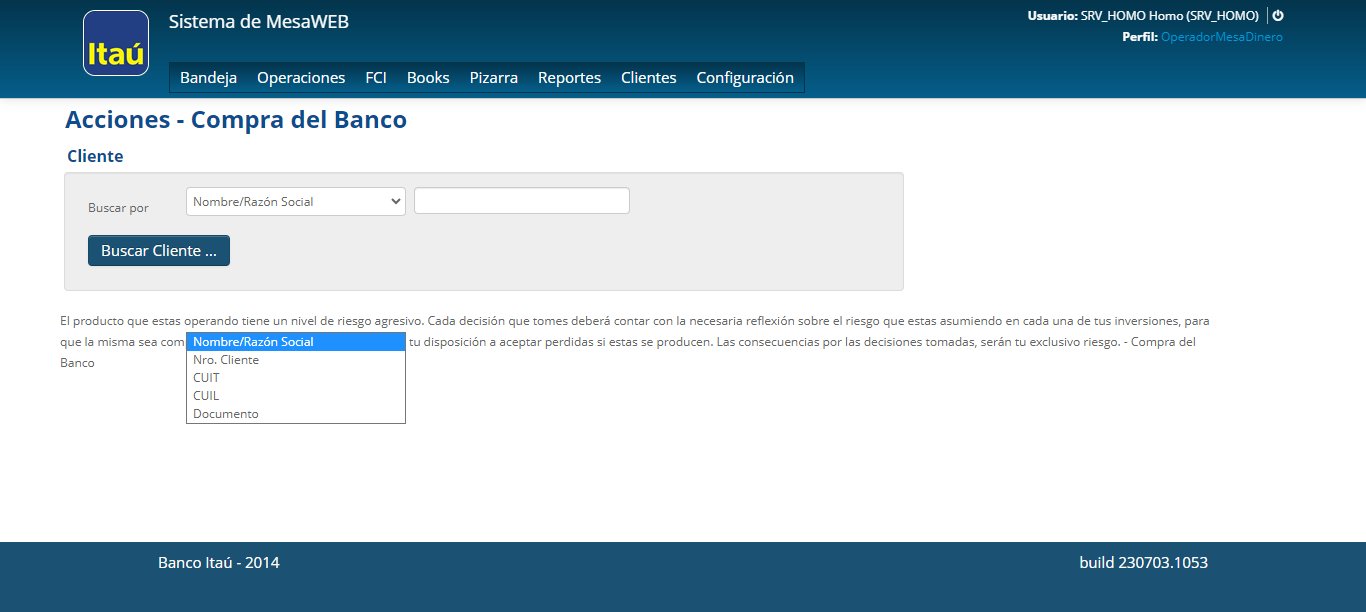 Itaú
Sistema de MesaWEB
Usuario: SRV_HOMO Homo (SRV_HOMO)
Perfil: OperadorMesaDinero
Bandeja Operaciones FCI Books Pizarra Reportes Clientes Configuración
Acciones - Compra del Banco
Cliente
Buscar por Nombre/Razón Social
Buscar Cliente ...
El producto que estas operando tiene un nivel de riesgo agresivo. Cada decisión que tomes deberá contar con la necesaria reflexión sobre el riesgo que estas asumiendo en cada una de tus inversiones, para
que la misma sea com tu disposición a aceptar perdidas si estas se producen. Las consecuencias por las decisiones tomadas, serán tu exclusivo riesgo. - Compra del
Banco
Nombre/Razón Social
Nro. Cliente
CUIT
CUIL
Documento
Banco Itaú - 2014
build 230703.1053